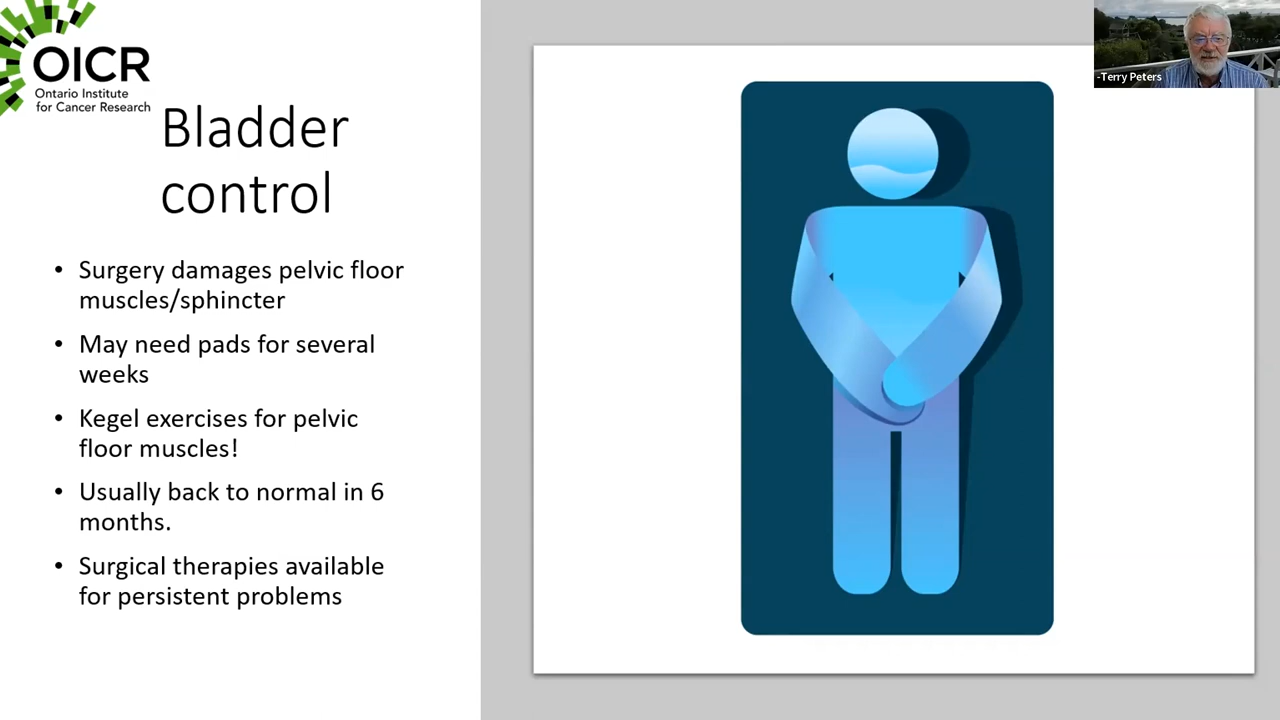 OICR
Ontario Institute
for Cancer Research
Bladder
control
• Surgery damages pelvic floor
muscles/sphincter
• May need pads for several
weeks
• Kegel exercises for pelvic
floor muscles!
• Usually back to normal in 6
months.
• Surgical therapies available
for persistent problems
-Terry Peters